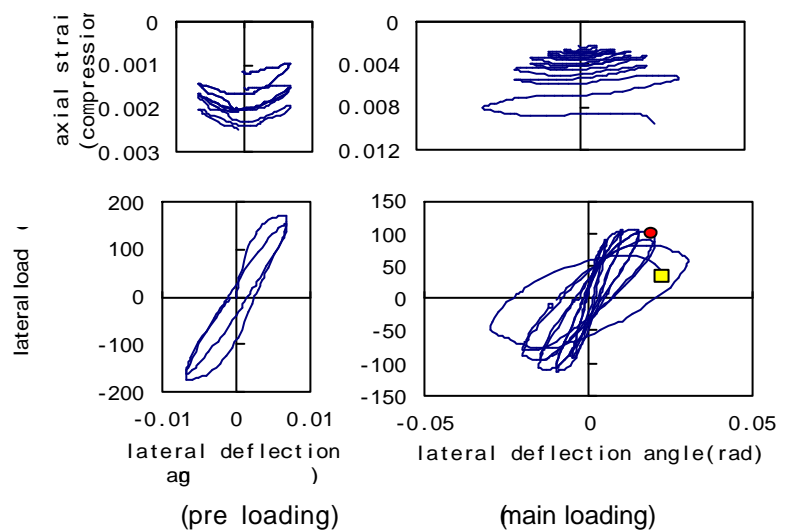 axial strai
(compression
0
0.001
0.002
0.003
0
0.004
0.008
0.012
lateral load (
200
100
0
-100
-200
150
100
50
0
-50
-100
-150
-0.01 0 0.01
-0.05 0 0.05
lateral deflection
lateral deflection angle(rad)
)
(pre loading)
(main loading)